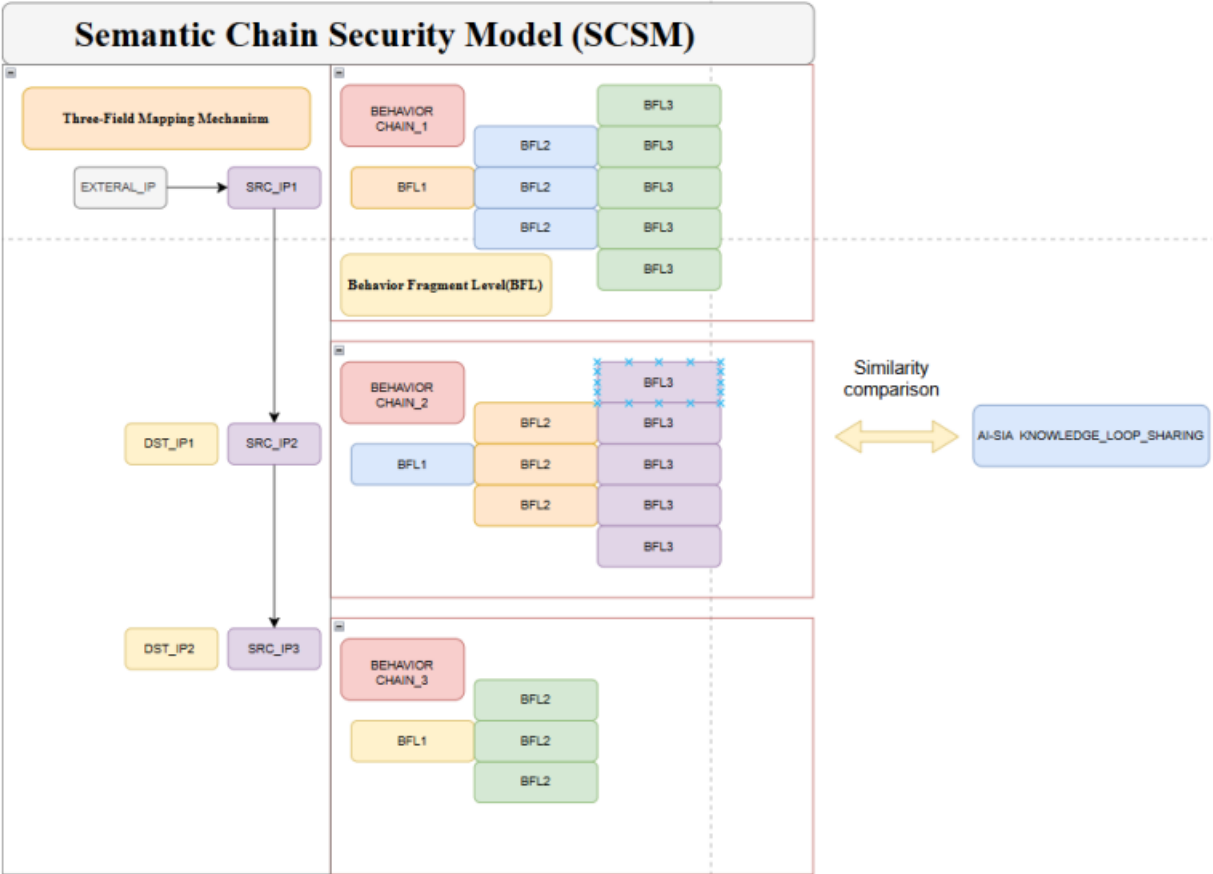 Semantic Chain Security Model (SCSM)
Three-Field Mapping Mechanism
EXTERAL_IP
SRC_IP1
BEHAVIOR
CHAIN_1
BFL1
BFL2
BFL2
BFL2
BFL3
BFL3
BFL3
BFL3
BFL3
Behavior Fragment Level(BFL)
DST_IP1
SRC_IP2
BEHAVIOR
CHAIN_2
BFL1
BFL2
BFL2
BFL2
BFL3
BFL3
BFL3
BFL3
BFL3
Similarity
comparison
AI-SIA KNOWLEDGE_LOOP_SHARING
DST_IP2
SRC_IP3
BEHAVIOR
CHAIN_3
BFL1
BFL2
BFL2
BFL2